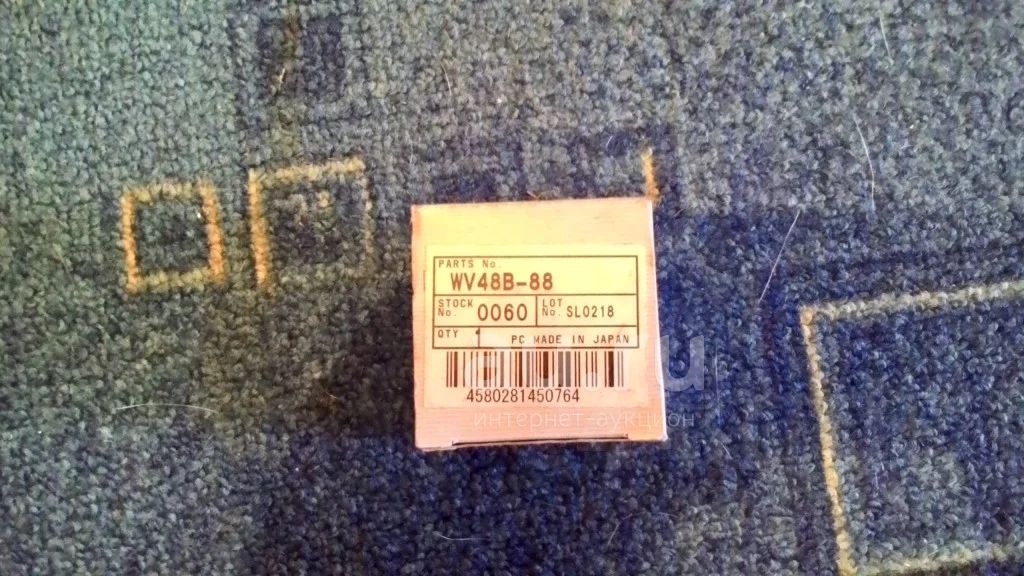 PARTS No.
WV48B-88
STOCK No. 0060 LOT No. SL0218
QTY 1 PC MADE IN JAPAN
4580281450764
интернет-аукцион